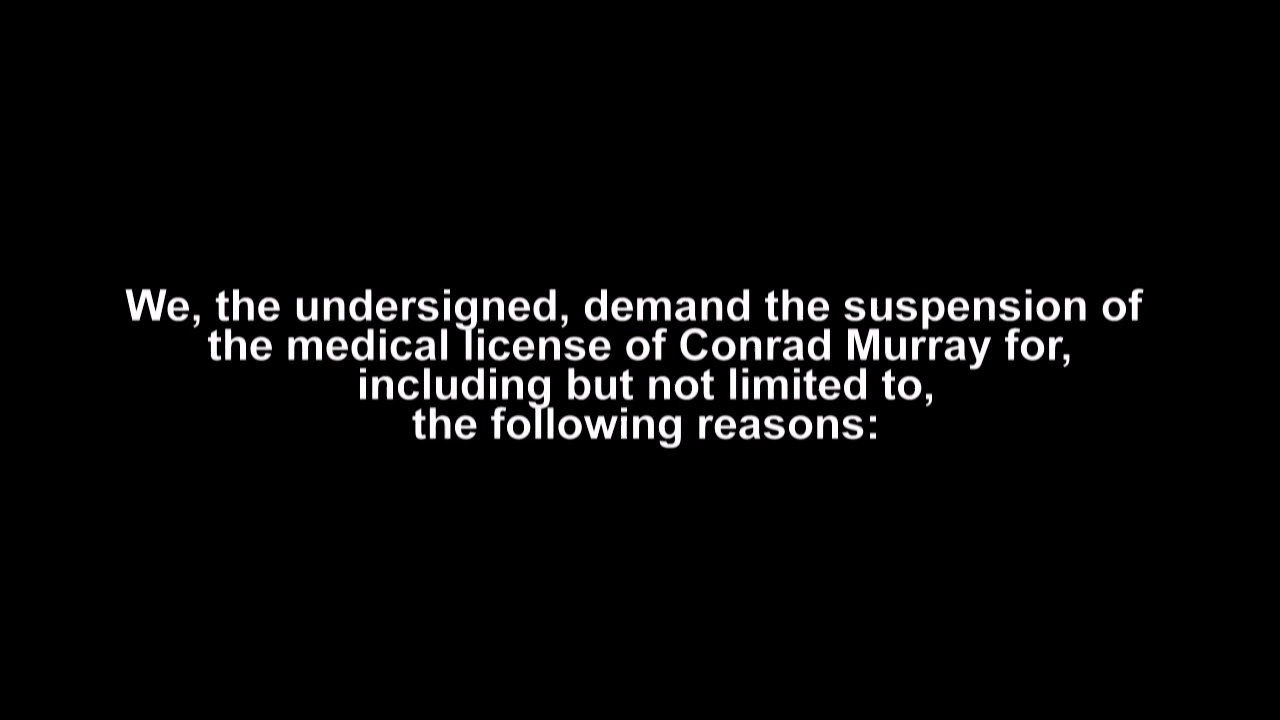 We, the undersigned, demand the suspension of
the medical license of Conrad Murray for,
including but not limited to,
the following reasons: